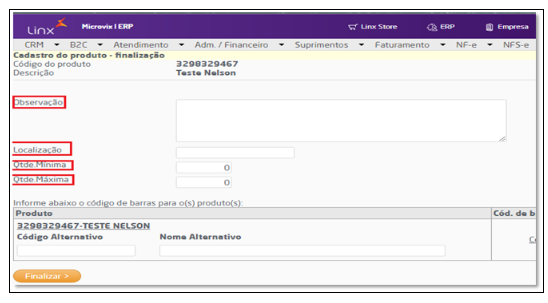 Linx Microvix | ERP Linx Store ERP Empresa
CRM B2C Atendimento Adm. / Financeiro Suprimentos Faturamento NF-e NFS-e
Cadastro do produto - finalização
Código do produto 3298329467
Descrição Teste Nelson
Observação
Localização
Qtde.Mínima 0
Qtde.Máxima 0
Informe abaixo o código de barras para o(s) produto(s):
Produto Cód. de b
3298329467-TESTE NELSON
Código Alternativo Nome Alternativo
Finalizar >